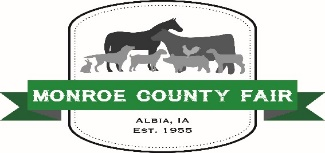 MONROE COUNTY FAIR
ALBIA, IA
EST. 1955